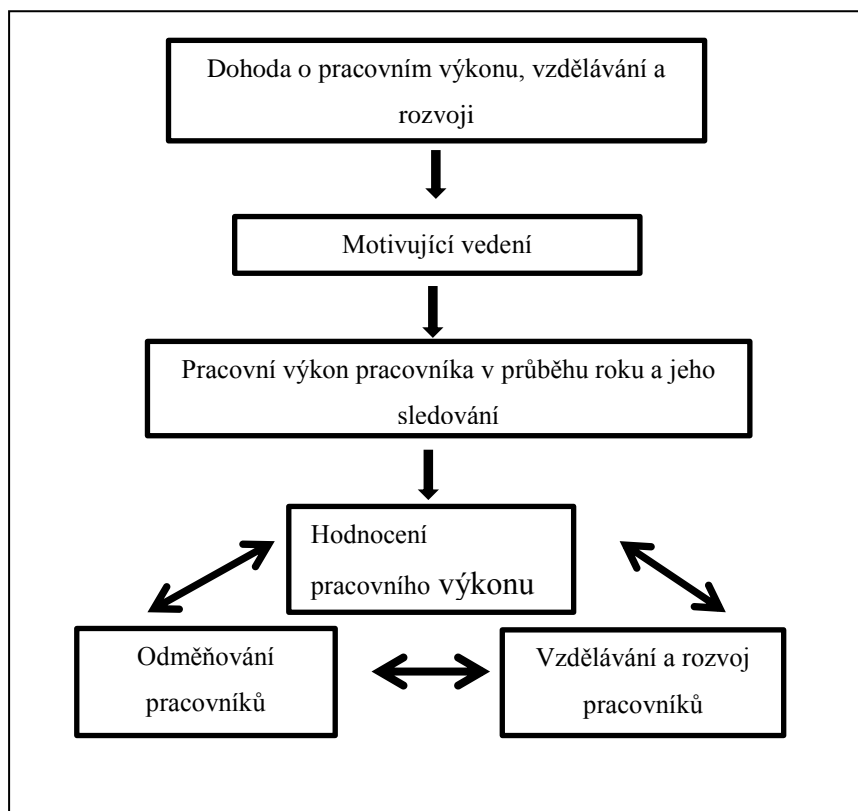 Dohoda o pracovním výkonu, vzdělávání a
rozvoji
Motivující vedení
Pracovní výkon pracovníka v průběhu roku a jeho
sledování
Hodnocení
pracovního výkonu
Odměňování
pracovníků
Vzdělávání a rozvoj
pracovníků